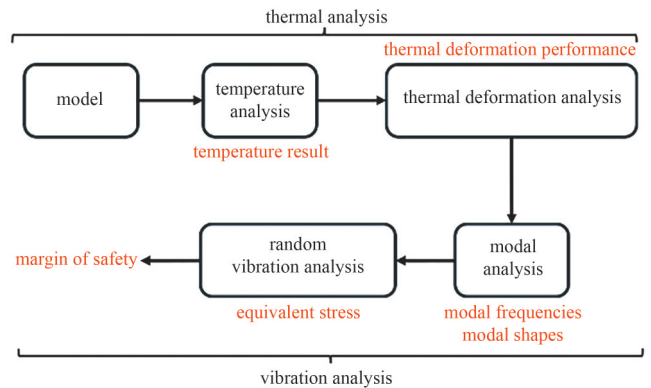 thermal analysis
thermal deformation performance
model
temperature
analysis
thermal deformation analysis
temperature result
margin of safety
random
vibration analysis
modal
analysis
equivalent stress
modal frequencies
modal shapes
vibration analysis